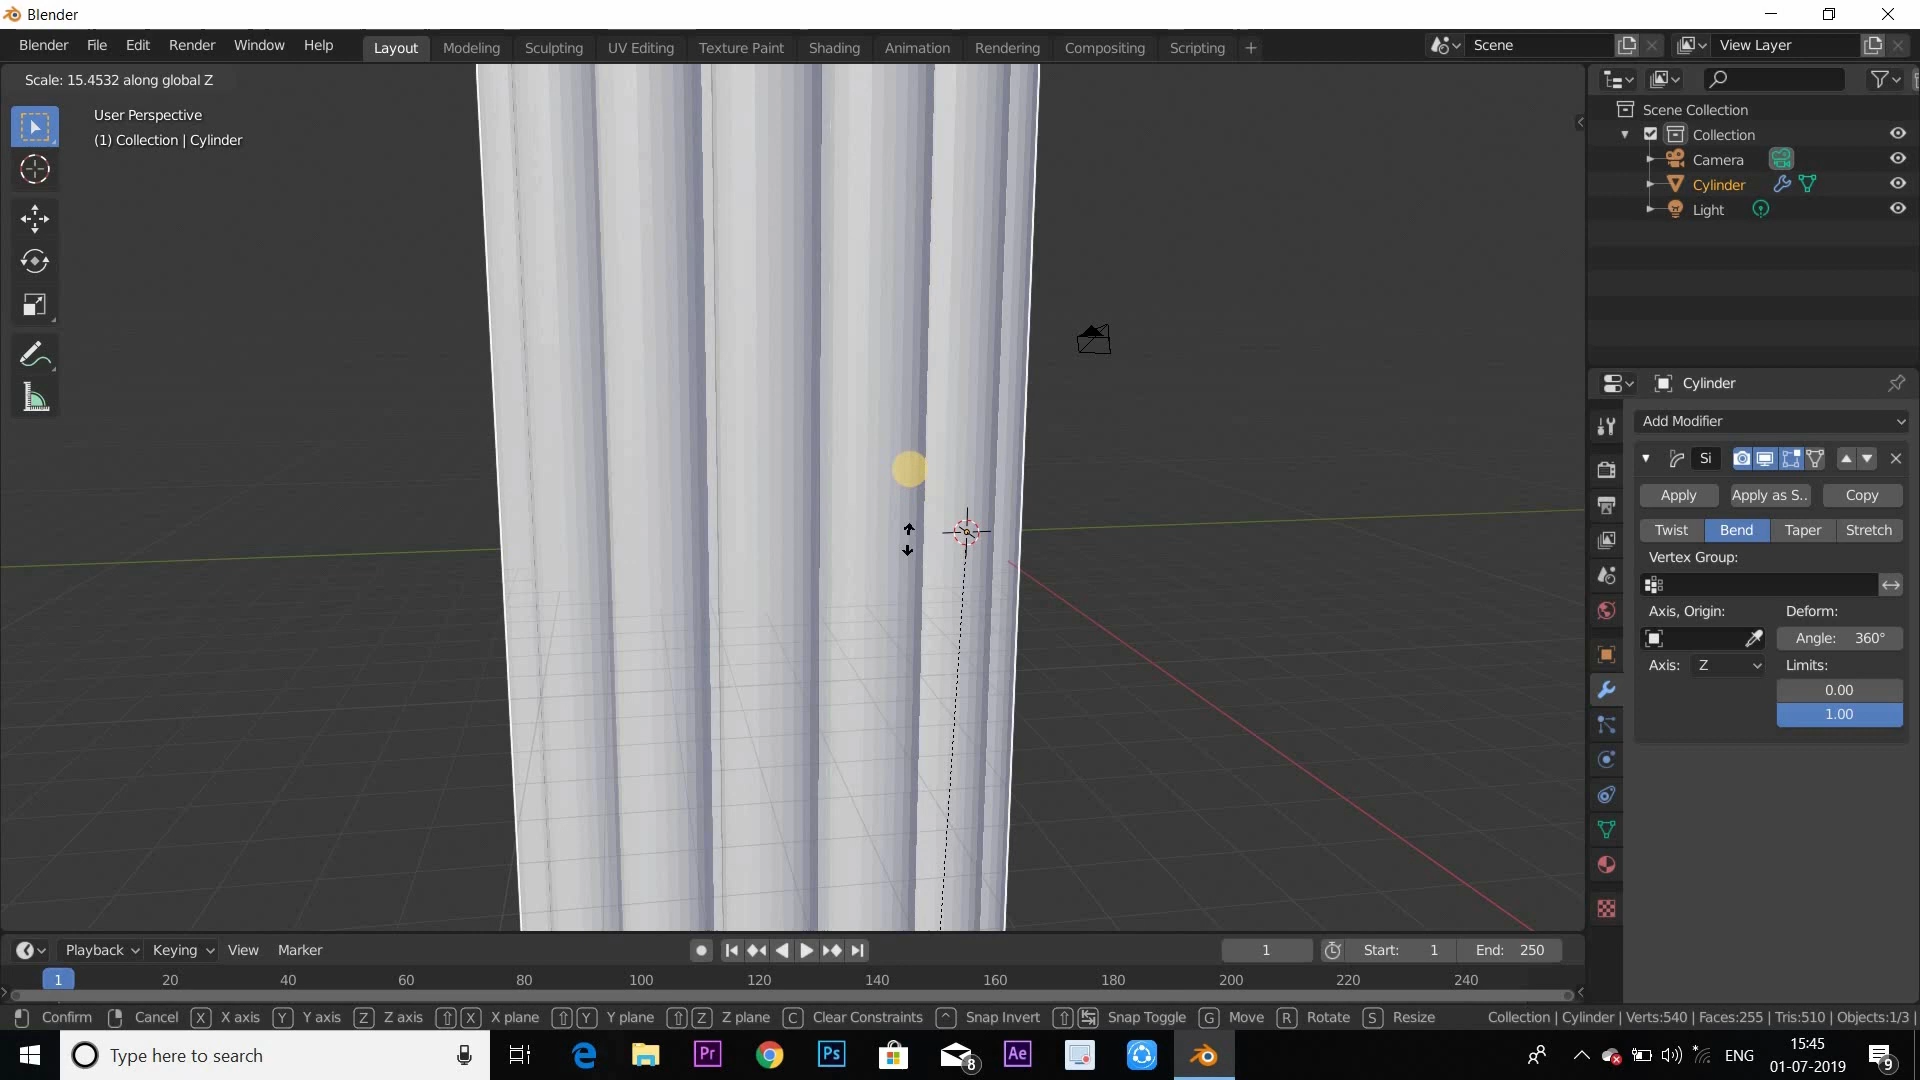 Blender
Blender File Edit Render Window Help Layout Modeling Sculpting UV Editing Texture Paint Shading Animation Rendering Compositing Scripting + Scene View Layer
Scale: 15.4532 along global Z
User Perspective
(1) Collection | Cylinder
Scene Collection
Collection
Camera
Cylinder
Light
Cylinder
Add Modifier
Si
Apply Apply as S.. Copy
Twist Bend Taper Stretch
Vertex Group:
Axis, Origin: Deform:
Angle: 360°
Axis: Z Limits:
0.00
1.00
Playback Keying View Marker 1 Start: 1 End: 250
1 20 40 60 80 100 120 140 160 180 200 220 240
Confirm Cancel X X axis Y Y axis Z Z axis X X plane Y Y plane Z Z plane C Clear Constraints ^ Snap Invert Snap Toggle G Move R Rotate S Resize Collection | Cylinder | Verts:540 | Faces:255 | Tris:510 | Objects:1/3 |
Type here to search Pr Ps 8 Ae ENG 15:45
01-07-2019 9